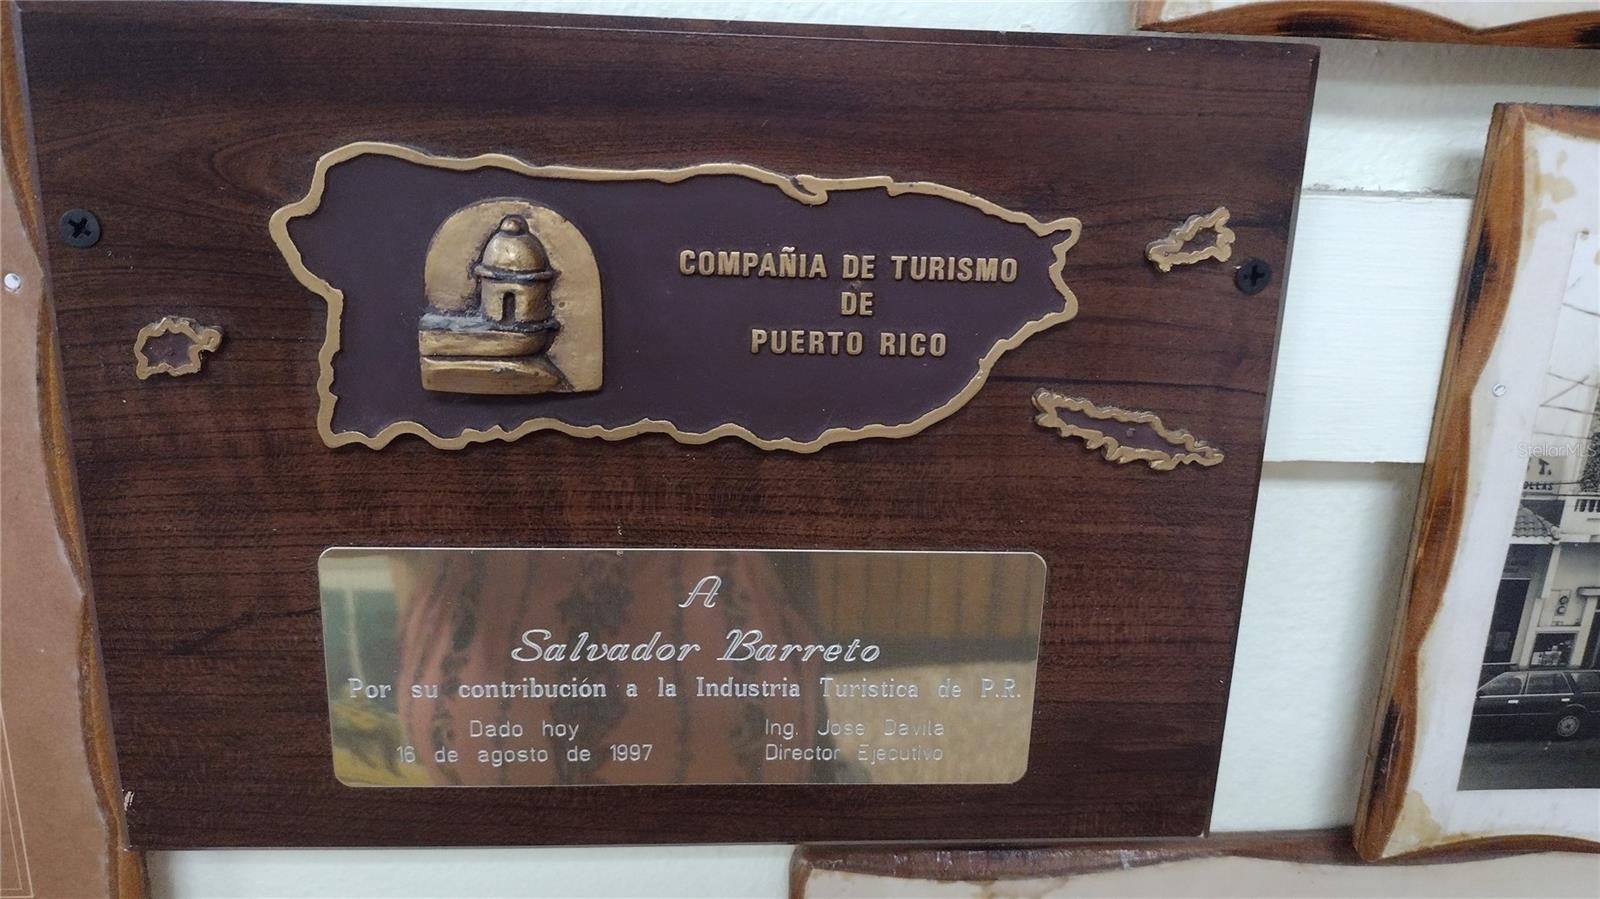 COMPAÑIA DE TURISMO
DE
PUERTO RICO
A
Salvador Barreto
Por su contribución a la Industria Turistica de P.R.
Dado hoy
16 de agosto de 1997
Ing. Jose Davila
Director Ejecutivo
StellarMLS
T.